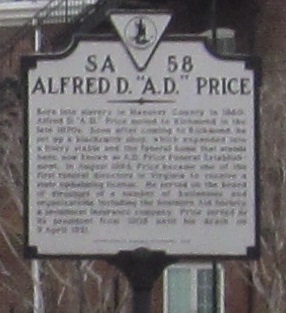 SA 58
ALFRED D. "A.D." PRICE
Born into slavery in Hanover County in 1860,
Alfred D. "A.D." Price moved to Richmond in the
late 1870s. Soon after coming to Richmond, he
set up a blacksmith shop, which expanded into
a livery stable and the funeral home that stands
here, now known as A.D. Price Funeral Establish-
ment. In August 1894, Price became one of the
first funeral directors in Virginia to receive a
state embalming license. He served on the board
of directors of a number of businesses and
organizations, including the Southern Aid Society,
a prominent insurance company. Price served as
its president from 1905 until his death on
9 April 1921.